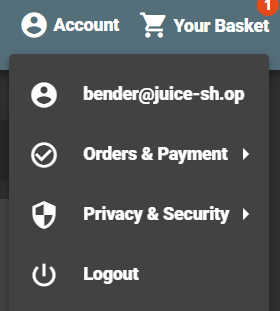 1
Account Your Basket
bender@juice-sh.op
Orders & Payment
Privacy & Security
Logout